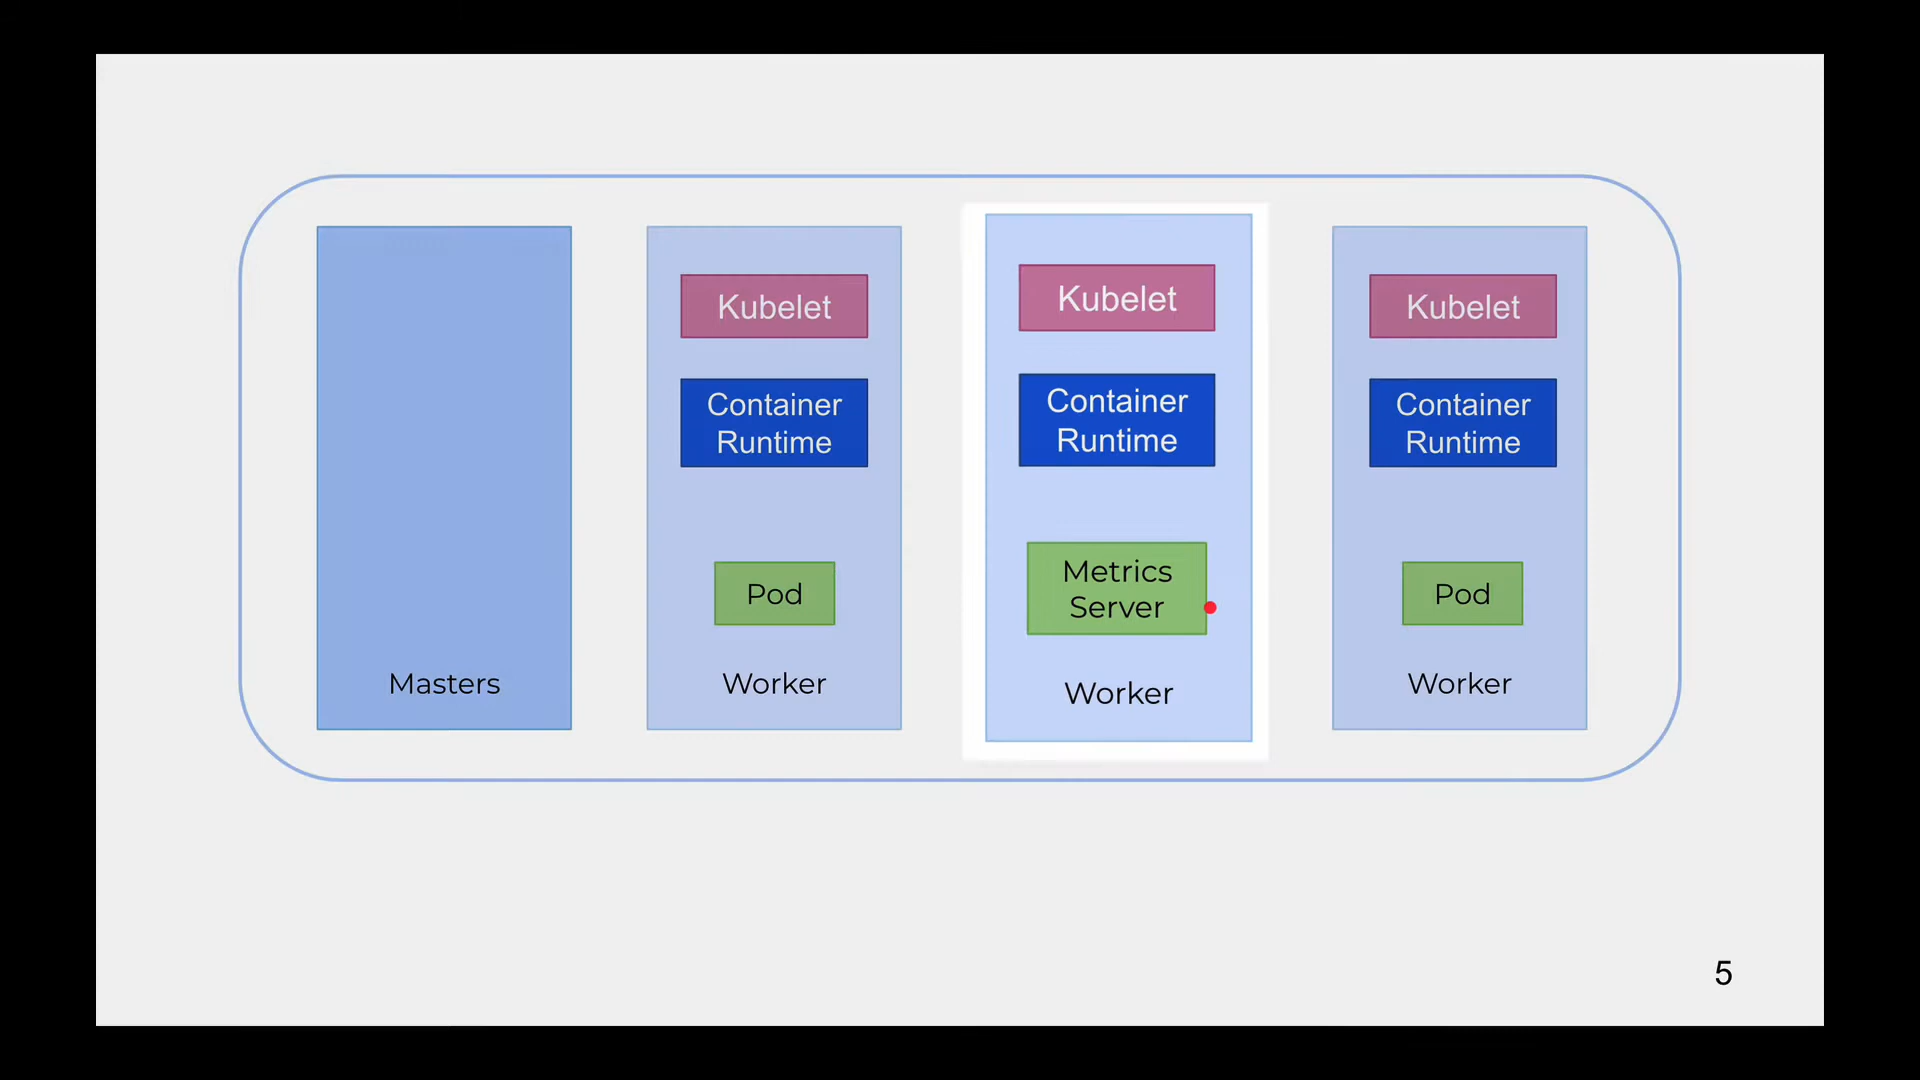 Masters
Kubelet
Container
Runtime
Pod
Worker
Kubelet
Container
Runtime
Metrics
Server
Worker
Kubelet
Container
Runtime
Pod
Worker
5